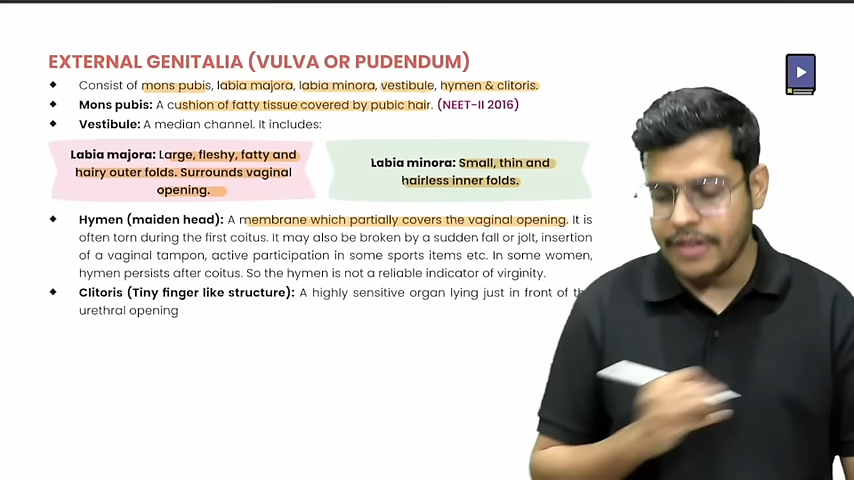 EXTERNAL GENITALIA (VULVA OR PUDENDUM)
❖ Consist of mons pubis, labia majora, labia minora, vestibule, hymen & clitoris.
❖ Mons pubis: A cushion of fatty tissue covered by pubic hair. (NEET-II 2016)
❖ Vestibule: A median channel. It includes:
Labia majora: Large, fleshy, fatty and
hairy outer folds. Surrounds vaginal
opening.
Labia minora: Small, thin and
hairless inner folds.
❖ Hymen (maiden head): A membrane which partially covers the vaginal opening. It is
often torn during the first coitus. It may also be broken by a sudden fall or jolt, insertion
of a vaginal tampon, active participation in some sports items etc. In some women,
hymen persists after coitus. So the hymen is not a reliable indicator of virginity.
❖ Clitoris (Tiny finger like structure): A highly sensitive organ lying just in front of the
urethral opening